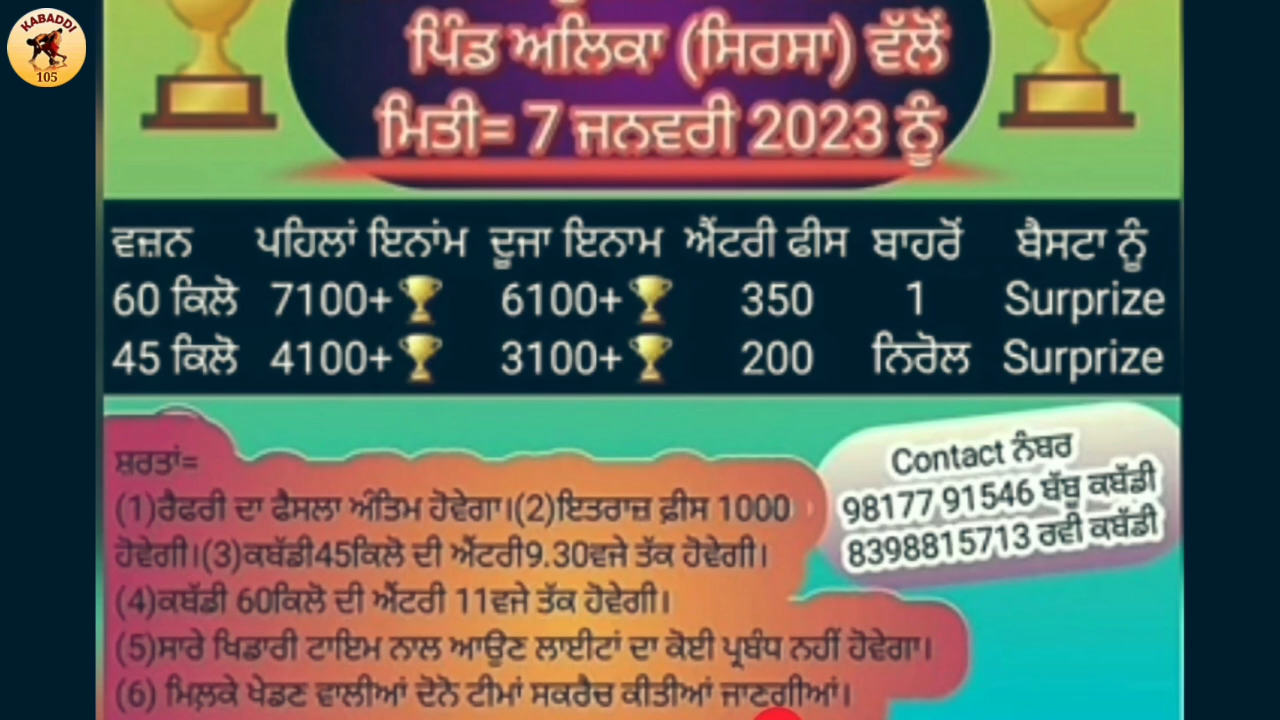 KABADDI
105
ਪਿੰਡ ਅਲਿਕਾ (ਸਿਰਸਾ) ਵੱਲੋਂ
ਮਿਤੀ= 7 ਜਨਵਰੀ 2023 ਨੂੰ
ਵਜ਼ਨ ਪਹਿਲਾਂ ਇਨਾਂਮ ਦੂਜਾ ਇਨਾਮ ਐਂਟਰੀ ਫੀਸ ਬਾਹਰੋਂ ਬੈਸਟਾ ਨੂੰ
60 ਕਿਲੋ 7100+🏆 6100+🏆 350 1 Surprize
45 ਕਿਲੋ 4100+🏆 3100+🏆 200 ਨਿਰੋਲ Surprize
ਸ਼ਰਤਾਂ=
(1)ਰੈਫਰੀ ਦਾ ਫੈਸਲਾ ਅੰਤਿਮ ਹੋਵੇਗਾ।(2)ਇਤਰਾਜ਼ ਫ਼ੀਸ 1000
ਹੋਵੇਗੀ।(3)ਕਬੱਡੀ45ਕਿਲੋ ਦੀ ਐਂਟਰੀ9.30ਵਜੇ ਤੱਕ ਹੋਵੇਗੀ।
(4)ਕਬੱਡੀ 60ਕਿਲੋ ਦੀ ਐਂਟਰੀ 11ਵਜੇ ਤੱਕ ਹੋਵੇਗੀ।
(5)ਸਾਰੇ ਖਿਡਾਰੀ ਟਾਇਮ ਨਾਲ ਆਉਣ ਲਾਈਟਾਂ ਦਾ ਕੋਈ ਪ੍ਰਬੰਧ ਨਹੀਂ ਹੋਵੇਗਾ।
(6) ਮਿਲ਼ਕੇ ਖੇਡਣ ਵਾਲੀਆਂ ਦੋਨੋ ਟੀਮਾਂ ਸਕਰੈਚ ਕੀਤੀਆਂ ਜਾਣਗੀਆਂ।
Contact ਨੰਬਰ
98177 91546 ਬੱਬੂ ਕਬੱਡੀ
8398815713 ਰਵੀ ਕਬੱਡੀ